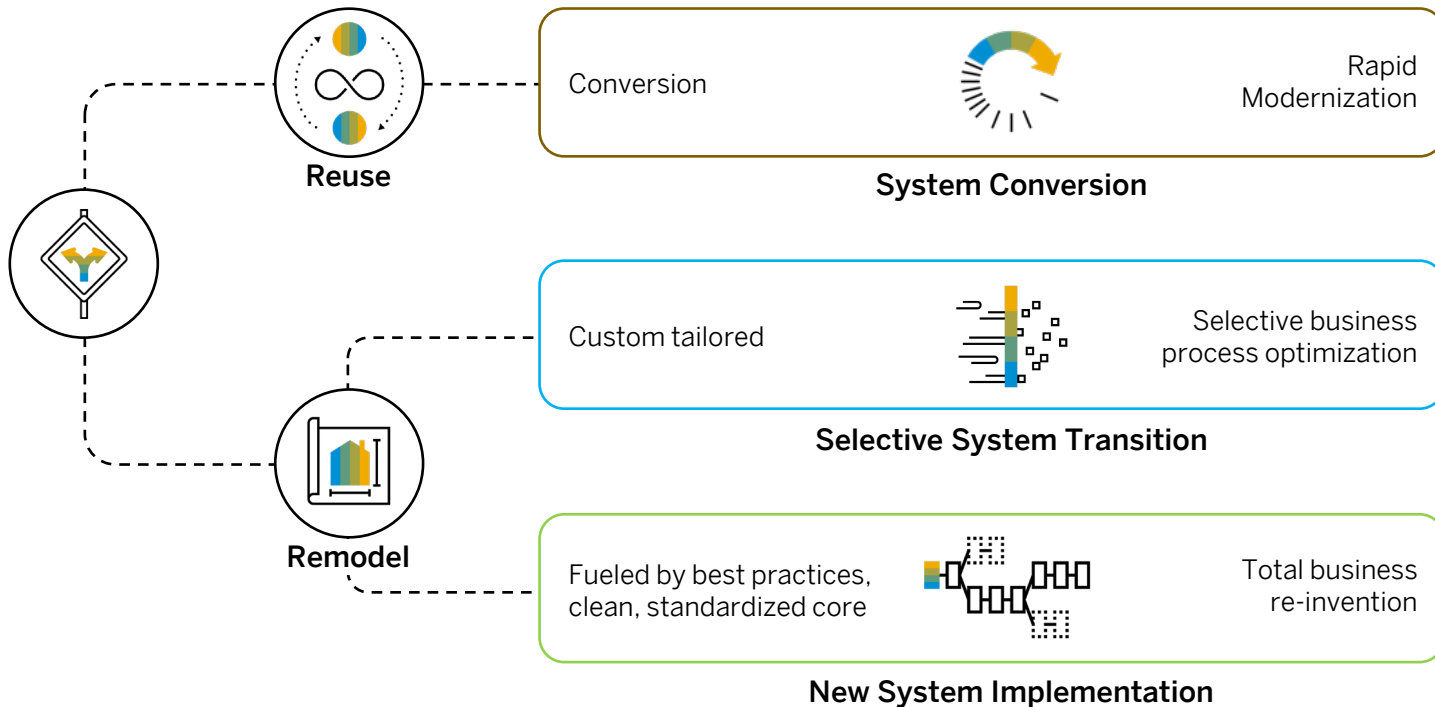 Conversion
Rapid
Modernization
Reuse
System Conversion
Custom tailored
Selective business
process optimization
Selective System Transition
Remodel
Fueled by best practices,
clean, standardized core
Total business
re-invention
New System Implementation